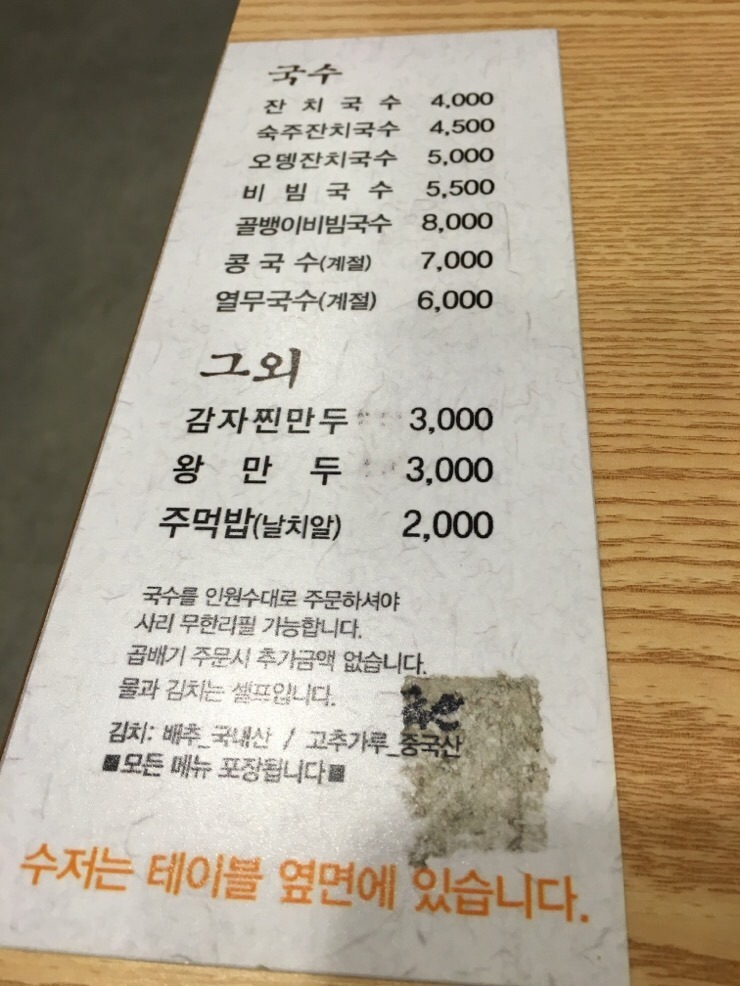 국수
잔치국수 4,000
숙주잔치국수 4,500
오뎅잔치국수 5,000
비빔국수 5,500
골뱅이비빔국수 8,000
콩국수(계절) 7,000
열무국수(계절) 6,000
그외
감자찐만두 3,000
왕만두 3,000
주먹밥(날치알) 2,000
국수를 인원수대로 주문하셔야
사리 무한리필 가능합니다.
곱배기 주문시 추가금액 없습니다.
물과 김치는 셀프입니다.
김치: 배추_국내산 / 고추가루_중국산
■모든 메뉴 포장됩니다■
수저는 테이블 옆면에 있습니다.